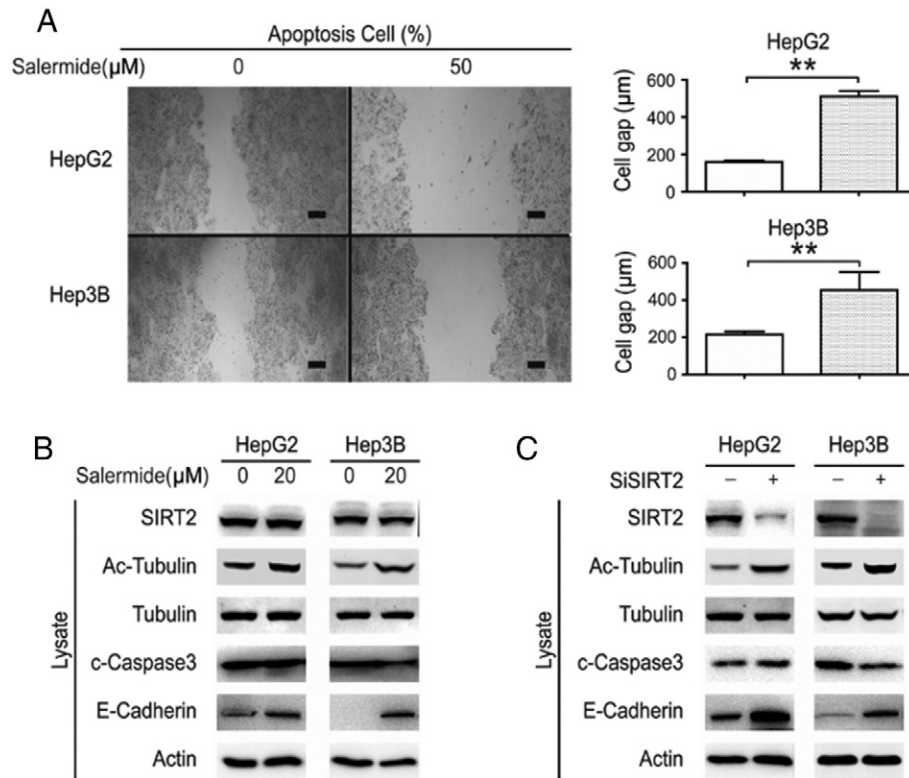 A
Apoptosis Cell (%)
Salermide(μM) 0 50
HepG2
Hep3B
HepG2
**
Cell gap (μm)
600
400
200
0
Hep3B
**
Cell gap (μm)
600
400
200
0
B
HepG2 Hep3B
Salermide(μM) 0 20 0 20
Lysate
SIRT2
Ac-Tubulin
Tubulin
c-Caspase3
E-Cadherin
Actin
C
HepG2 Hep3B
SiSIRT2 − + − +
Lysate
SIRT2
Ac-Tubulin
Tubulin
c-Caspase3
E-Cadherin
Actin